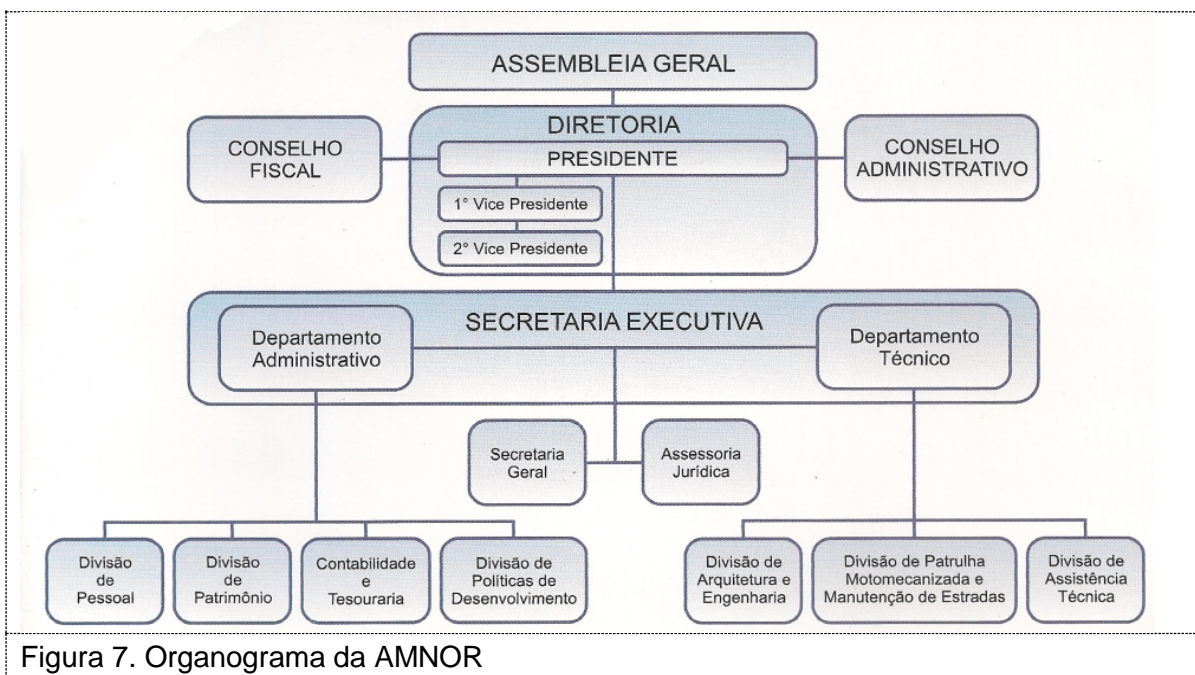 ASSEMBLEIA GERAL
DIRETORIA
PRESIDENTE
1° Vice Presidente
2° Vice Presidente
CONSELHO
FISCAL
CONSELHO
ADMINISTRATIVO
SECRETARIA EXECUTIVA
Departamento
Administrativo
Departamento
Técnico
Secretaria
Geral
Assessoria
Jurídica
Divisão
de
Pessoal
Divisão
de
Patrimônio
Contabilidade
e
Tesouraria
Divisão de
Políticas de
Desenvolvimento
Divisão de
Arquitetura e
Engenharia
Divisão de Patrulha
Motomecanizada e
Manutenção de Estradas
Divisão de
Assistência
Técnica
Figura 7. Organograma da AMNOR